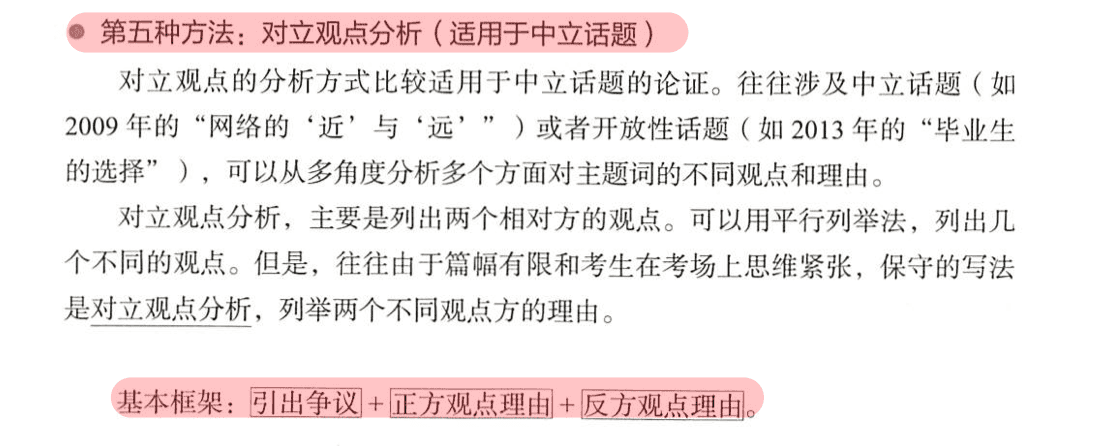 ● 第五种方法：对立观点分析（适用于中立话题）
对立观点的分析方式比较适用于中立话题的论证。往往涉及中立话题（如
2009 年的“网络的‘近’与‘远’”）或者开放性话题（如 2013 年的“毕业生
的选择”），可以从多角度分析多个方面对主题词的不同观点和理由。
对立观点分析，主要是列出两个相对方的观点。可以用平行列举法，列出几
个不同的观点。但是，往往由于篇幅有限和考生在考场上思维紧张，保守的写法
是对立观点分析，列举两个不同观点方的理由。
基本框架：引出争议+正方观点理由+反方观点理由。